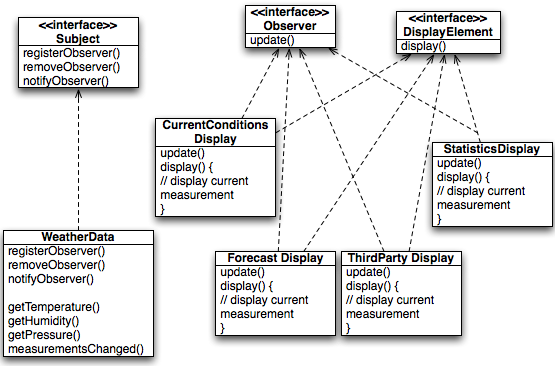 <<interface>>
Subject
registerObserver()
removeObserver()
notifyObserver()
<<interface>>
Observer
update()
<<interface>>
DisplayElement
display()
CurrentConditions
Display
update()
display() {
// display current
measurement
}
StatisticsDisplay
update()
display() {
// display current
measurement
}
WeatherData
registerObserver()
removeObserver()
notifyObserver()
getTemperature()
getHumidity()
getPressure()
measurementsChanged()
Forecast Display
update()
display() {
// display current
measurement
}
ThirdParty Display
update()
display() {
// display current
measurement
}